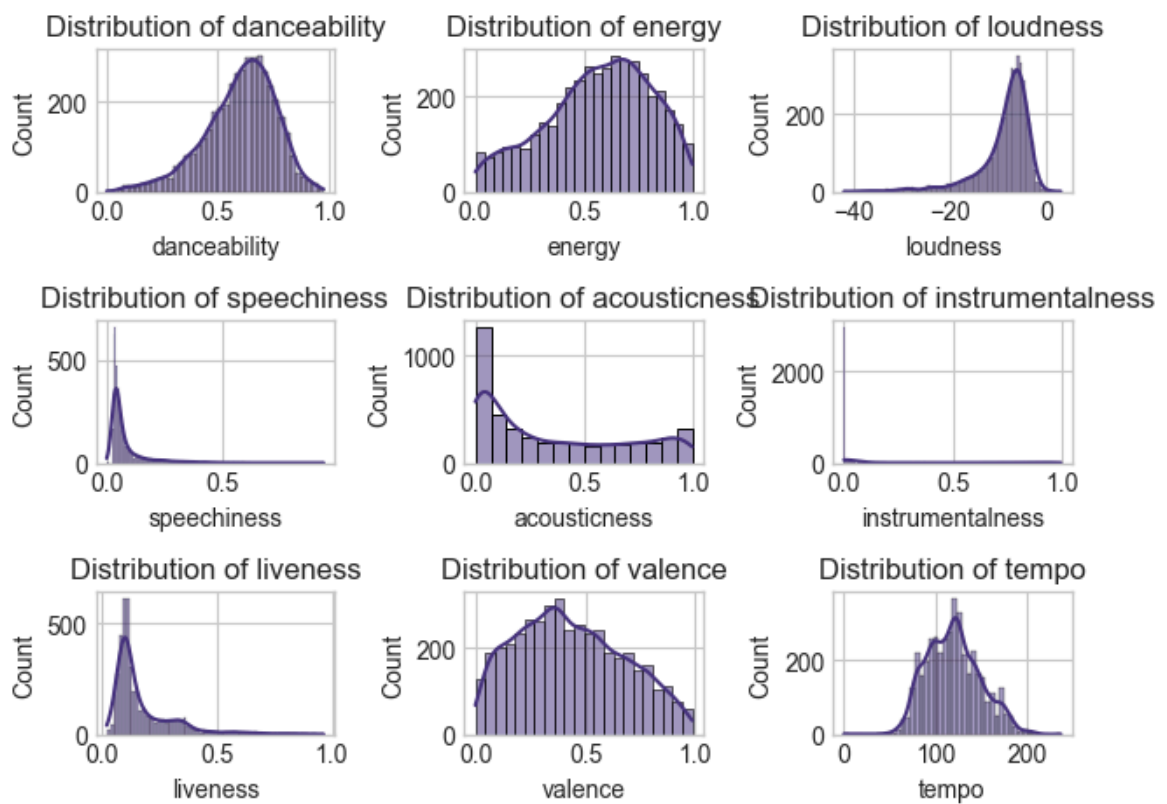 Distribution of danceability
Distribution of energy
Distribution of loudness
Count
200
0
0.0 0.5 1.0
danceability
Count
200
0
0.0 0.5 1.0
energy
Count
200
0
−40 −20 0
loudness
Distribution of speechiness
Distribution of acousticness
Distribution of instrumentalness
Count
500
0
0.0 0.5
speechiness
Count
1000
0
0.0 0.5 1.0
acousticness
Count
2000
0
0.0 0.5 1.0
instrumentalness
Distribution of liveness
Distribution of valence
Distribution of tempo
Count
500
0
0.0 0.5 1.0
liveness
Count
200
0
0.0 0.5 1.0
valence
Count
200
0
0 100 200
tempo